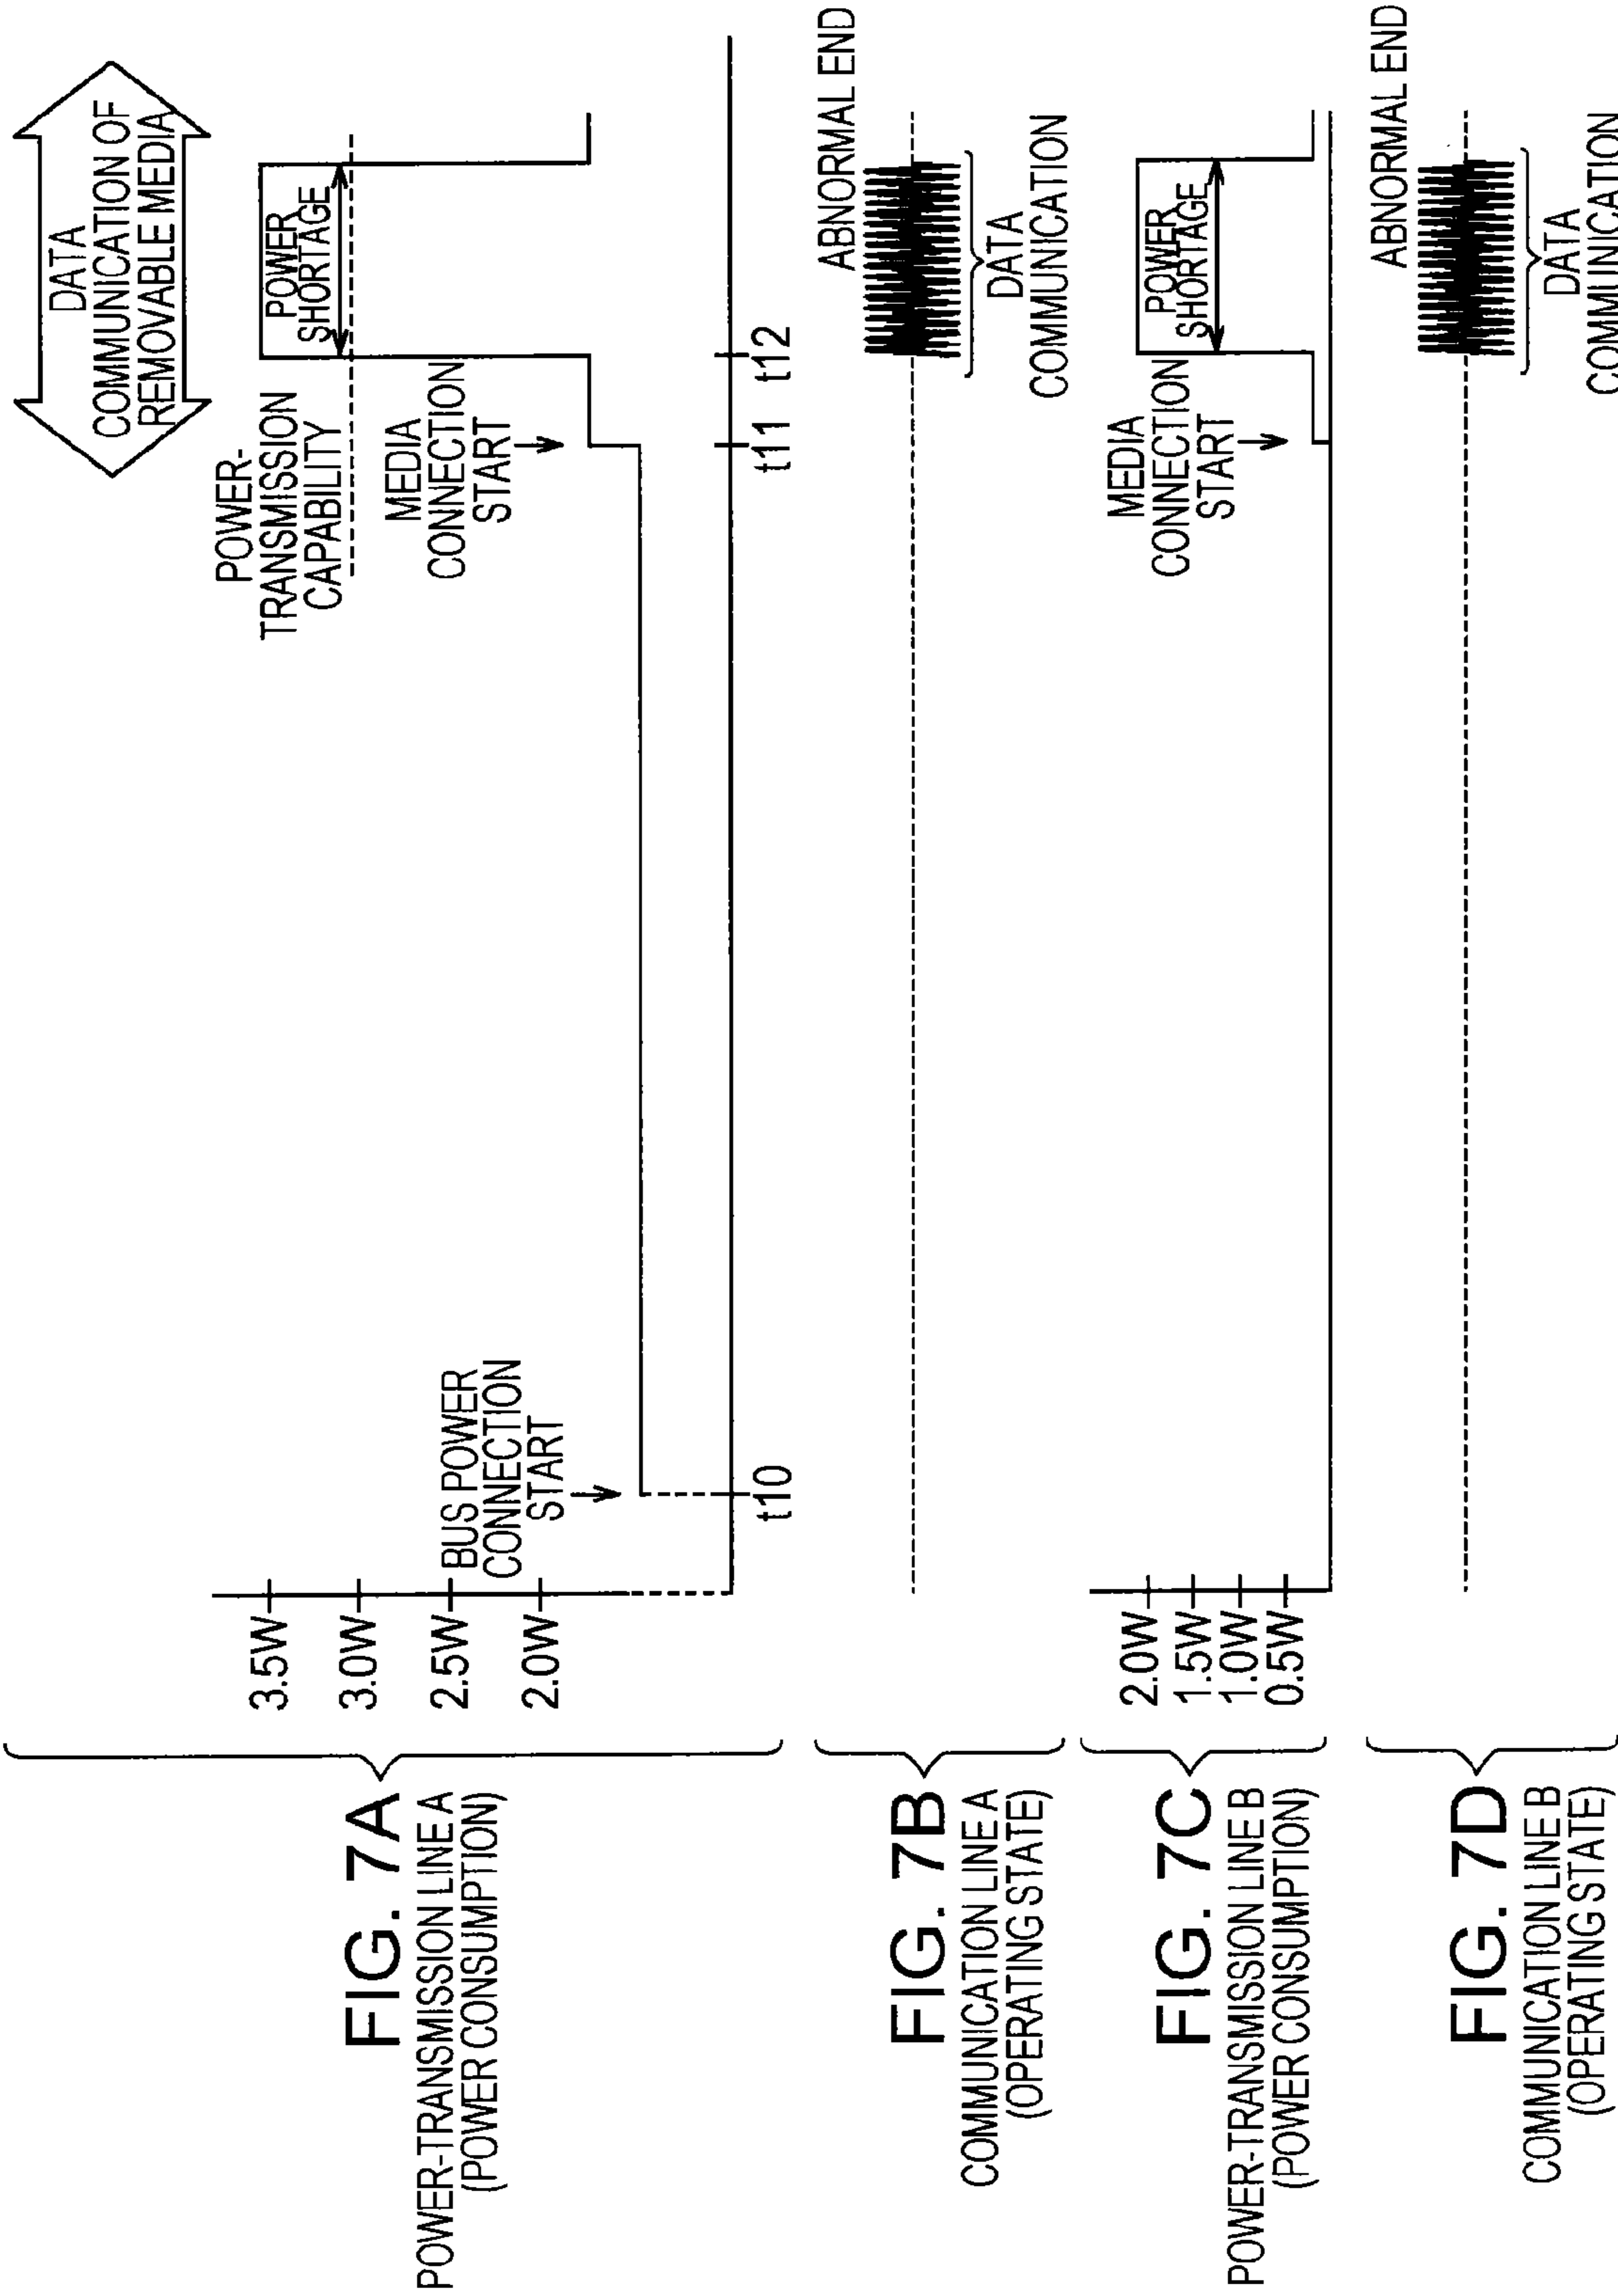 FIG. 7A
POWER-TRANSMISSION LINE A
(POWER CONSUMPTION)
3.5W
3.0W
2.5W
2.0W
BUS POWER
CONNECTION
START
t10
POWER-
TRANSMISSION
CAPABILITY
MEDIA
CONNECTION
START
t11
t12
DATA
COMMUNICATION OF
REMOVABLE MEDIA
POWER
SHORTAGE
FIG. 7B
COMMUNICATION LINE A
(OPERATING STATE)
ABNORMAL END
DATA
COMMUNICATION
FIG. 7C
POWER-TRANSMISSION LINE B
(POWER CONSUMPTION)
2.0W
1.5W
1.0W
0.5W
MEDIA
CONNECTION
START
POWER
SHORTAGE
FIG. 7D
COMMUNICATION LINE B
(OPERATING STATE)
ABNORMAL END
DATA
COMMUNICATION